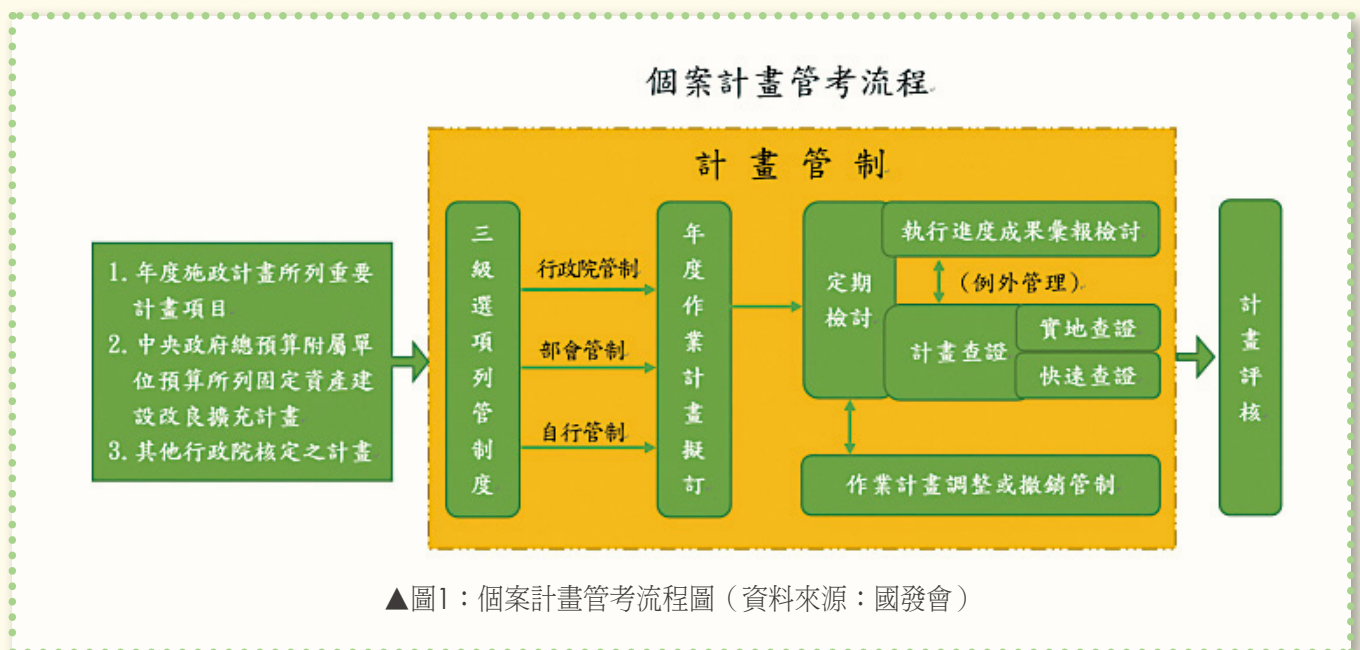 個案計畫管考流程
計畫管制
1. 年度施政計畫所列重要
計畫項目
2. 中央政府總預算附屬單
位預算所列固定資產建
設改良擴充計畫
3. 其他行政院核定之計畫
三級選項列管制度
行政院管制
部會管制
自行管制
年度作業計畫擬訂
定期
檢討
執行進度成果彙報檢討
(例外管理)
計畫查證
實地查證
快速查證
作業計畫調整或撤銷管制
計畫評核
▲圖1：個案計畫管考流程圖（資料來源：國發會）